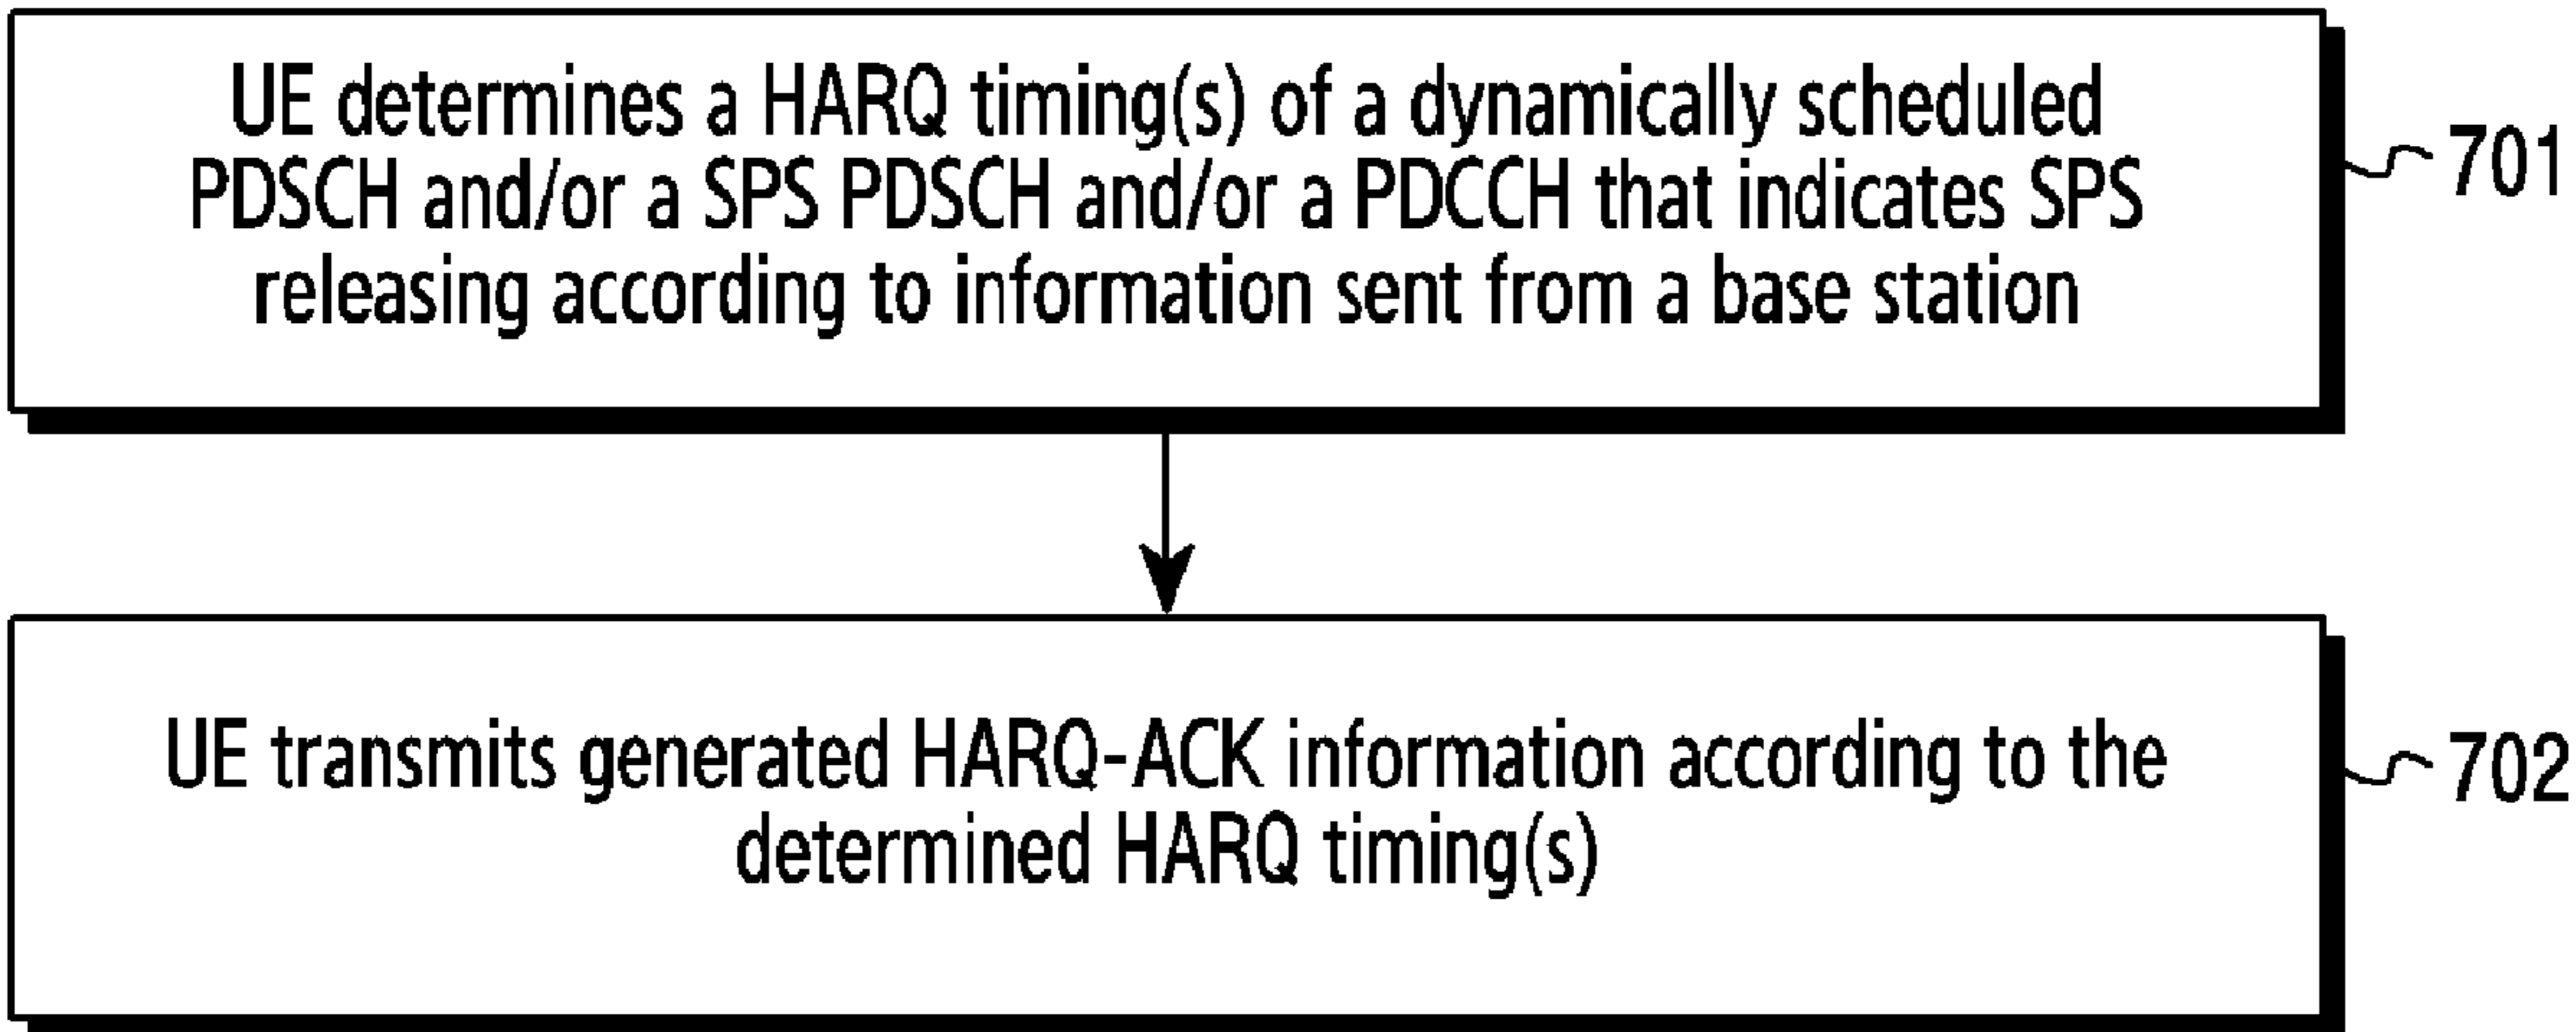 UE determines a HARQ timing(s) of a dynamically scheduled
PDSCH and/or a SPS PDSCH and/or a PDCCH that indicates SPS
releasing according to information sent from a base station
701
UE transmits generated HARQ-ACK information according to the
determined HARQ timing(s)
702